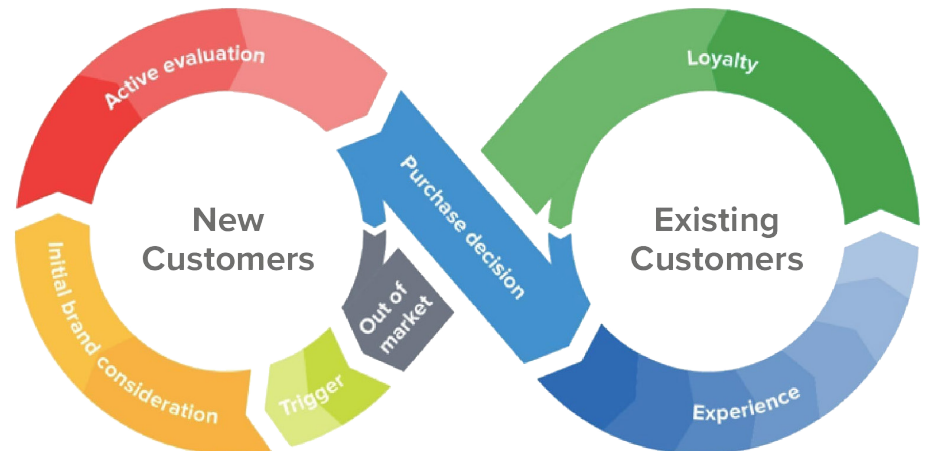 Active evaluation
Loyalty
Purchase decision
New
Customers
Existing
Customers
Initial brand consideration
Out of
market
Trigger
Experience